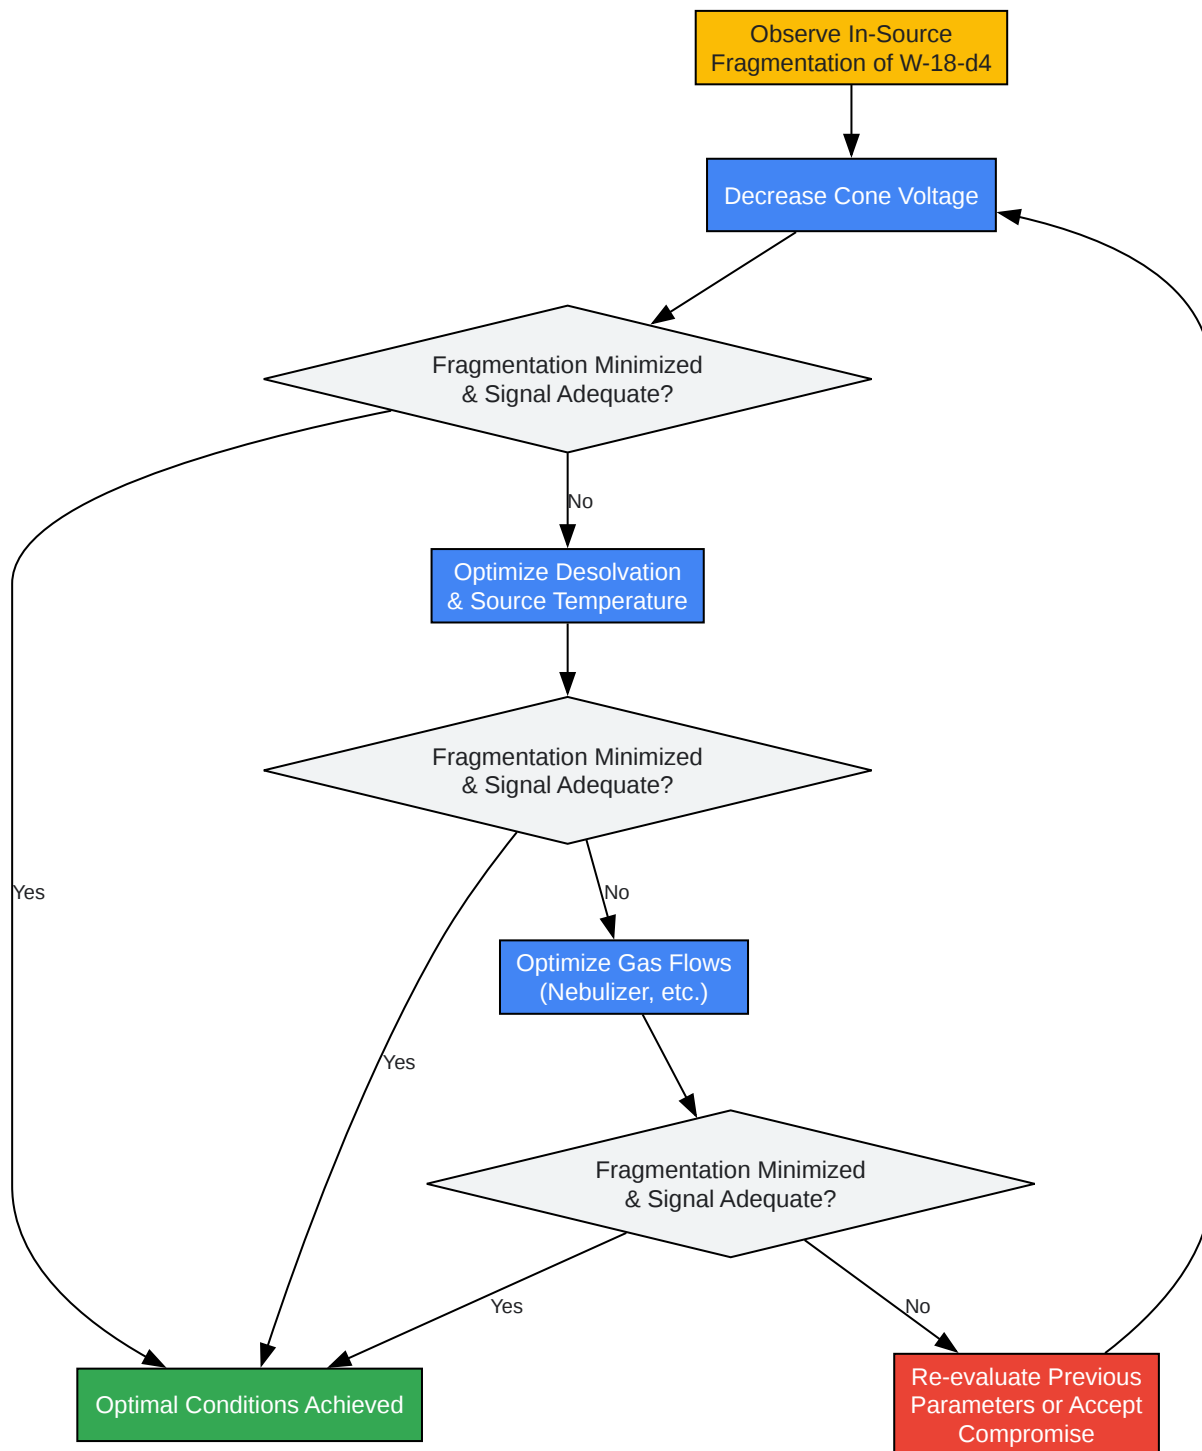 Observe In-Source
Fragmentation of W-18-d4
Decrease Cone Voltage
Fragmentation Minimized
& Signal Adequate?
No
Optimize Desolvation
& Source Temperature
Fragmentation Minimized
& Signal Adequate?
Yes
No
Optimize Gas Flows
(Nebulizer, etc.)
Yes
Fragmentation Minimized
& Signal Adequate?
Yes
No
Optimal Conditions Achieved
Re-evaluate Previous
Parameters or Accept
Compromise